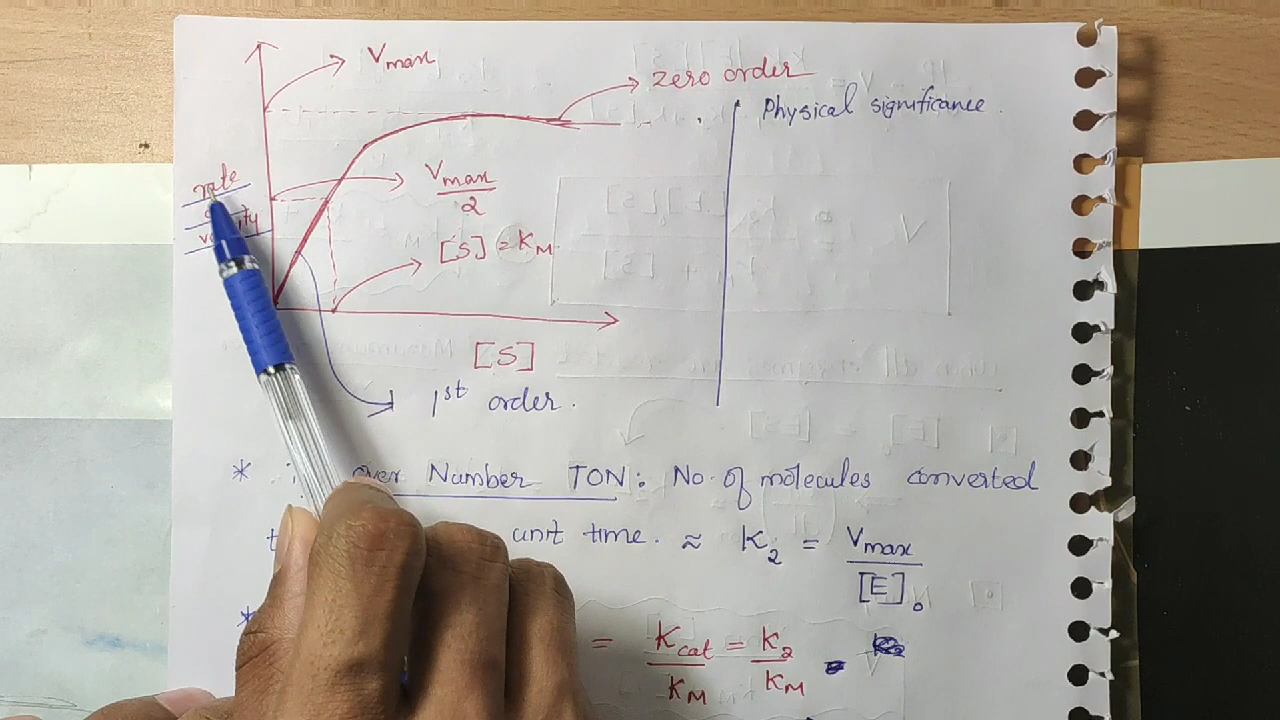 Vmax
zero order
Physical significance
rate
Vmax/2
[S] = KM
[S]
1st order.
* over Number TON: No. of molecules converted
unit time. ≈ K2 = Vmax/[E]0
* = Kcat/KM = K2/KM